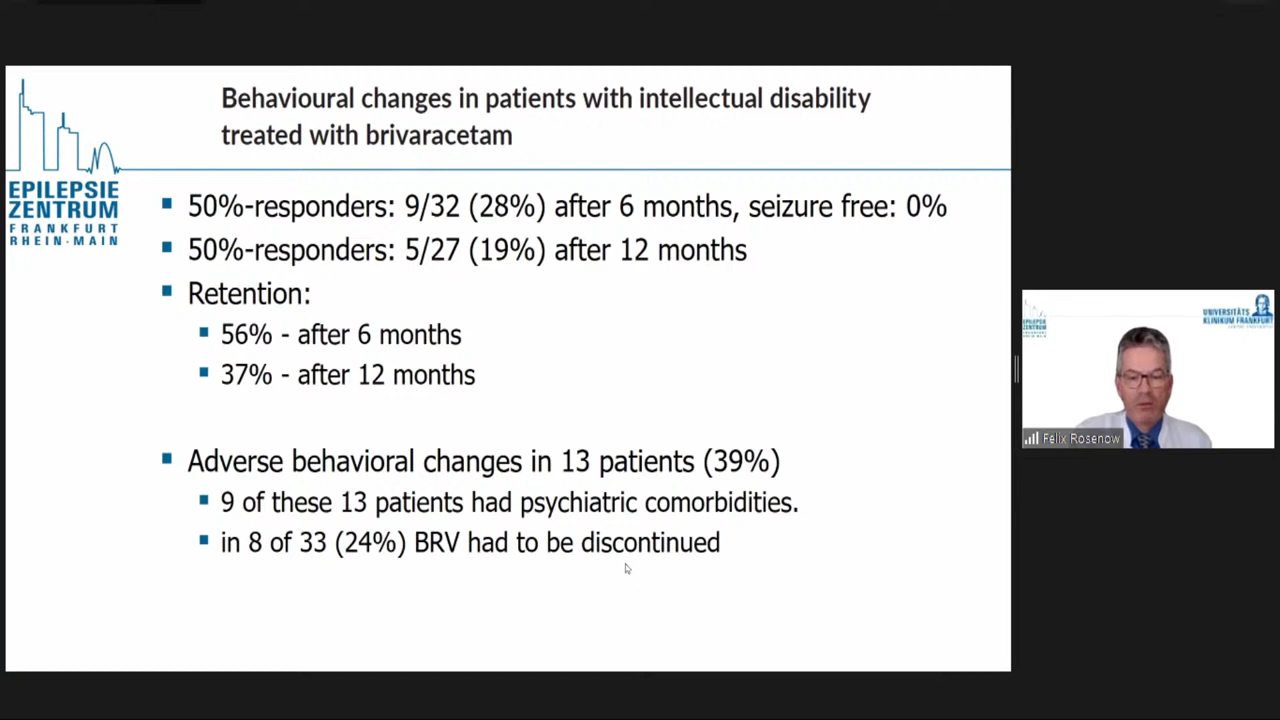 Behavioural changes in patients with intellectual disability
treated with brivaracetam
EPILEPSIE
ZENTRUM
FRANKFURT
RHEIN·MAIN
50%-responders: 9/32 (28%) after 6 months, seizure free: 0%
50%-responders: 5/27 (19%) after 12 months
Retention:
56% - after 6 months
37% - after 12 months
Adverse behavioral changes in 13 patients (39%)
9 of these 13 patients had psychiatric comorbidities.
in 8 of 33 (24%) BRV had to be discontinued
EPILEPSIE
ZENTRUM
UNIVERSITÄTS
KLINIKUM FRANKFURT
Felix Rosenow